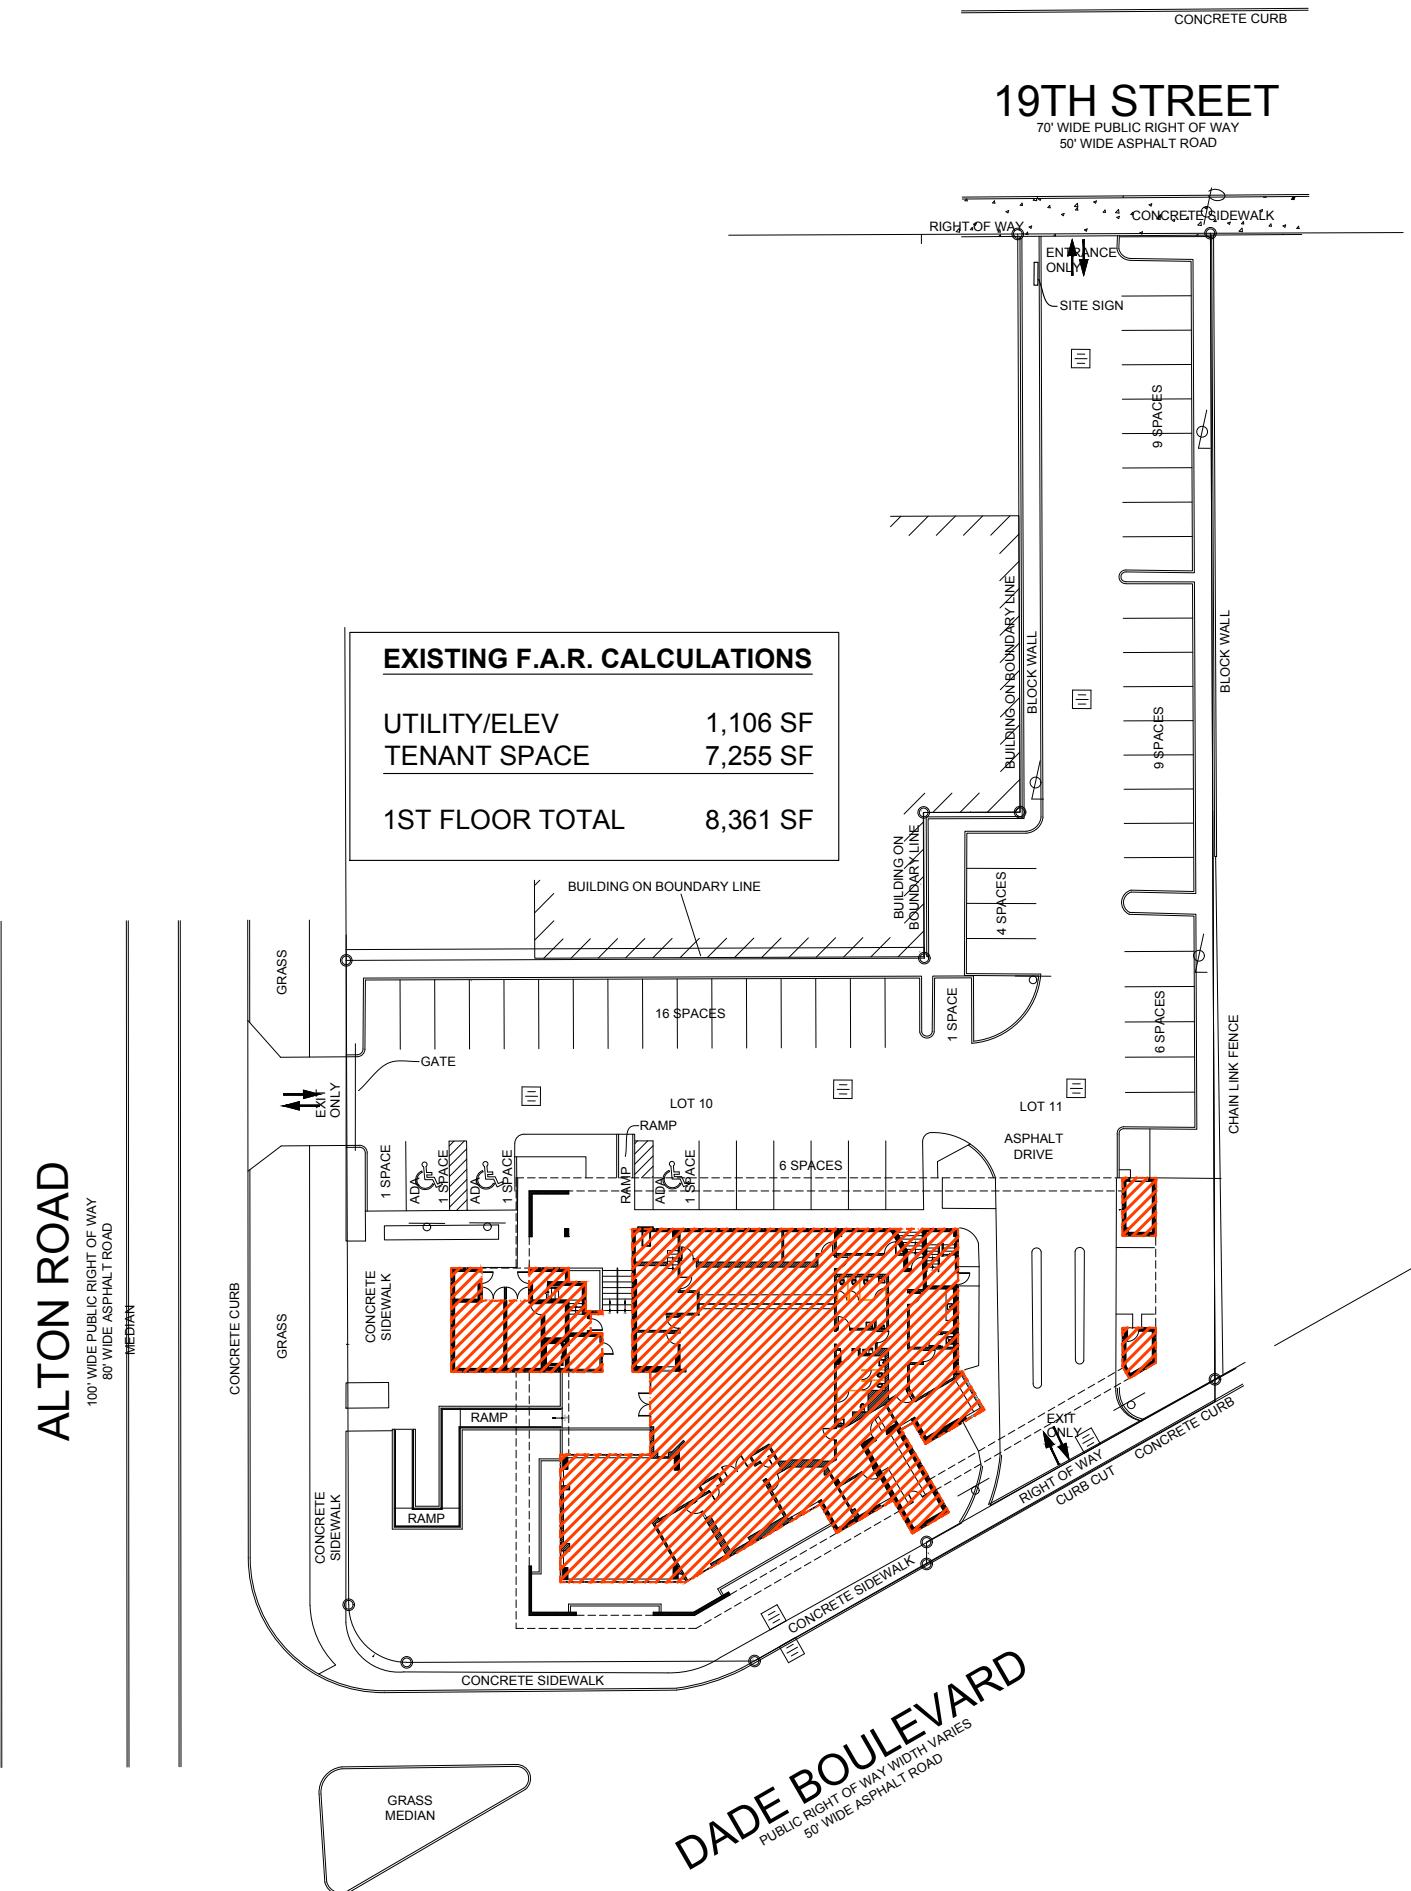 CONCRETE CURB
19TH STREET
70' WIDE PUBLIC RIGHT OF WAY
50' WIDE ASPHALT ROAD
CONCRETE SIDEWALK
RIGHT OF WAY
ENTRANCE
ONLY
SITE SIGN
9 SPACES
BUILDING ON BOUNDARY LINE
BLOCK WALL
BLOCK WALL
EXISTING F.A.R. CALCULATIONS
UTILITY/ELEV 1,106 SF
TENANT SPACE 7,255 SF
1ST FLOOR TOTAL 8,361 SF
9 SPACES
BUILDING ON
BOUNDARY LINE
BUILDING ON BOUNDARY LINE
4 SPACES
GRASS
16 SPACES
1 SPACE
6 SPACES
CHAIN LINK FENCE
GATE
EXIT
ONLY
LOT 10
LOT 11
RAMP
ASPHALT
DRIVE
1 SPACE
ADA
1 SPACE
ADA
1 SPACE
RAMP
ADA
1 SPACE
6 SPACES
ALTON ROAD
100' WIDE PUBLIC RIGHT OF WAY
80' WIDE ASPHALT ROAD
MEDIAN
CONCRETE CURB
GRASS
CONCRETE
SIDEWALK
RAMP
EXIT
ONLY
RIGHT OF WAY
CURB CUT
CONCRETE CURB
RAMP
CONCRETE
SIDEWALK
CONCRETE SIDEWALK
CONCRETE SIDEWALK
DADE BOULEVARD
PUBLIC RIGHT OF WAY WIDTH VARIES
50' WIDE ASPHALT ROAD
GRASS
MEDIAN